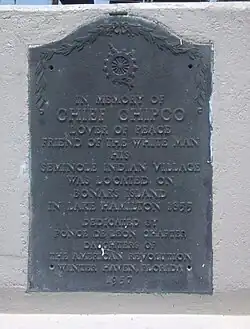 IN MEMORY OF
CHIEF CHIPCO
LOVER OF PEACE
FRIEND OF THE WHITE MAN
HIS
SEMINOLE INDIAN VILLAGE
WAS LOCATED ON
BONAR ISLAND
IN LAKE HAMILTON 1855
DEDICATED BY
PONCE DE LEON CHAPTER
DAUGHTERS OF
THE AMERICAN REVOLUTION
WINTER HAVEN, FLORIDA
1957